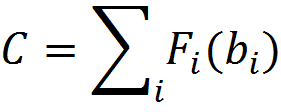 C = ∑ᵢ Fᵢ(bᵢ)